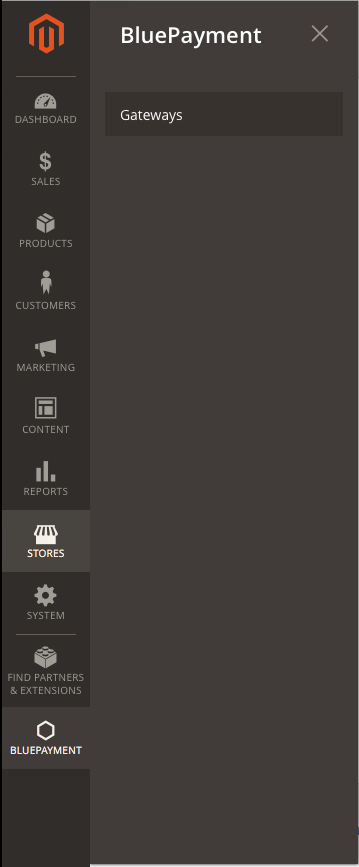 BluePayment
Gateways
DASHBOARD
$
SALES
PRODUCTS
CUSTOMERS
MARKETING
CONTENT
REPORTS
STORES
SYSTEM
FIND PARTNERS
& EXTENSIONS
BLUEPAYMENT